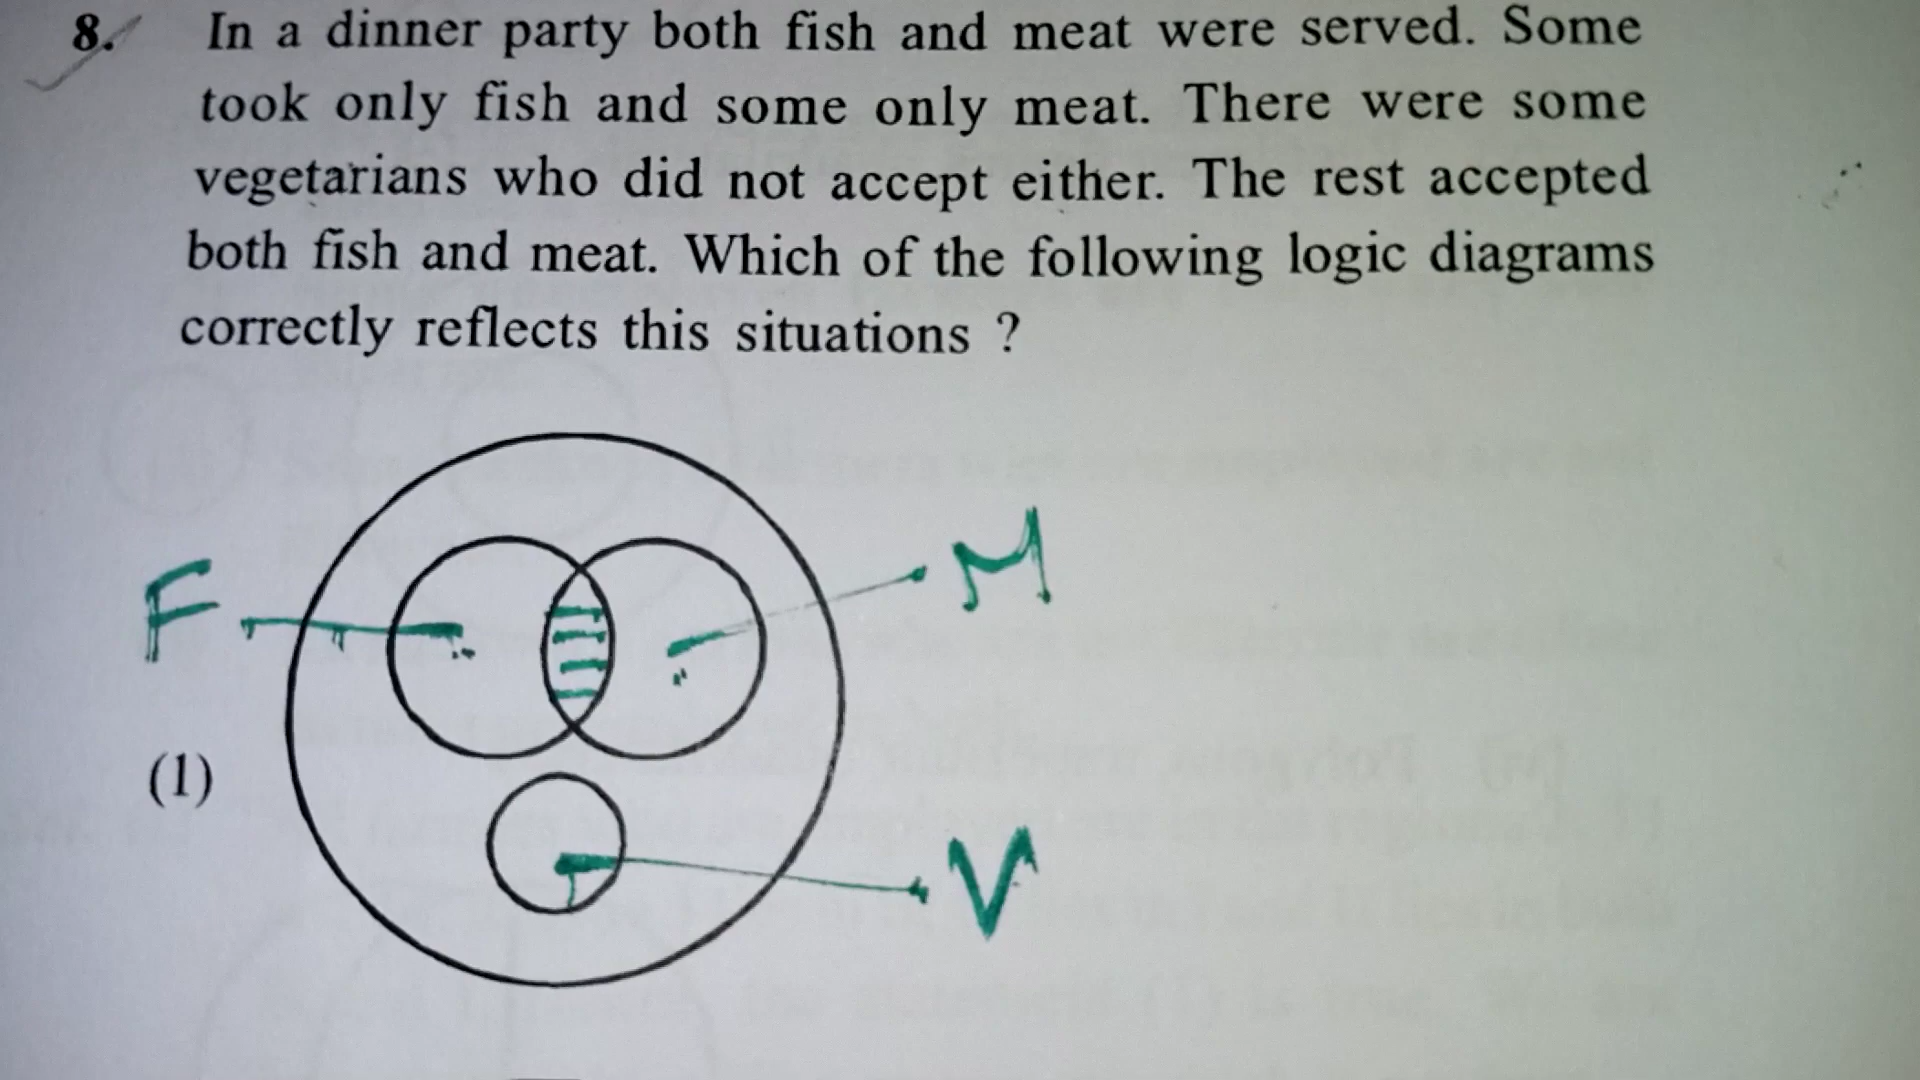 8. In a dinner party both fish and meat were served. Some
took only fish and some only meat. There were some
vegetarians who did not accept either. The rest accepted
both fish and meat. Which of the following logic diagrams
correctly reflects this situations ?
F
M
(1)
V